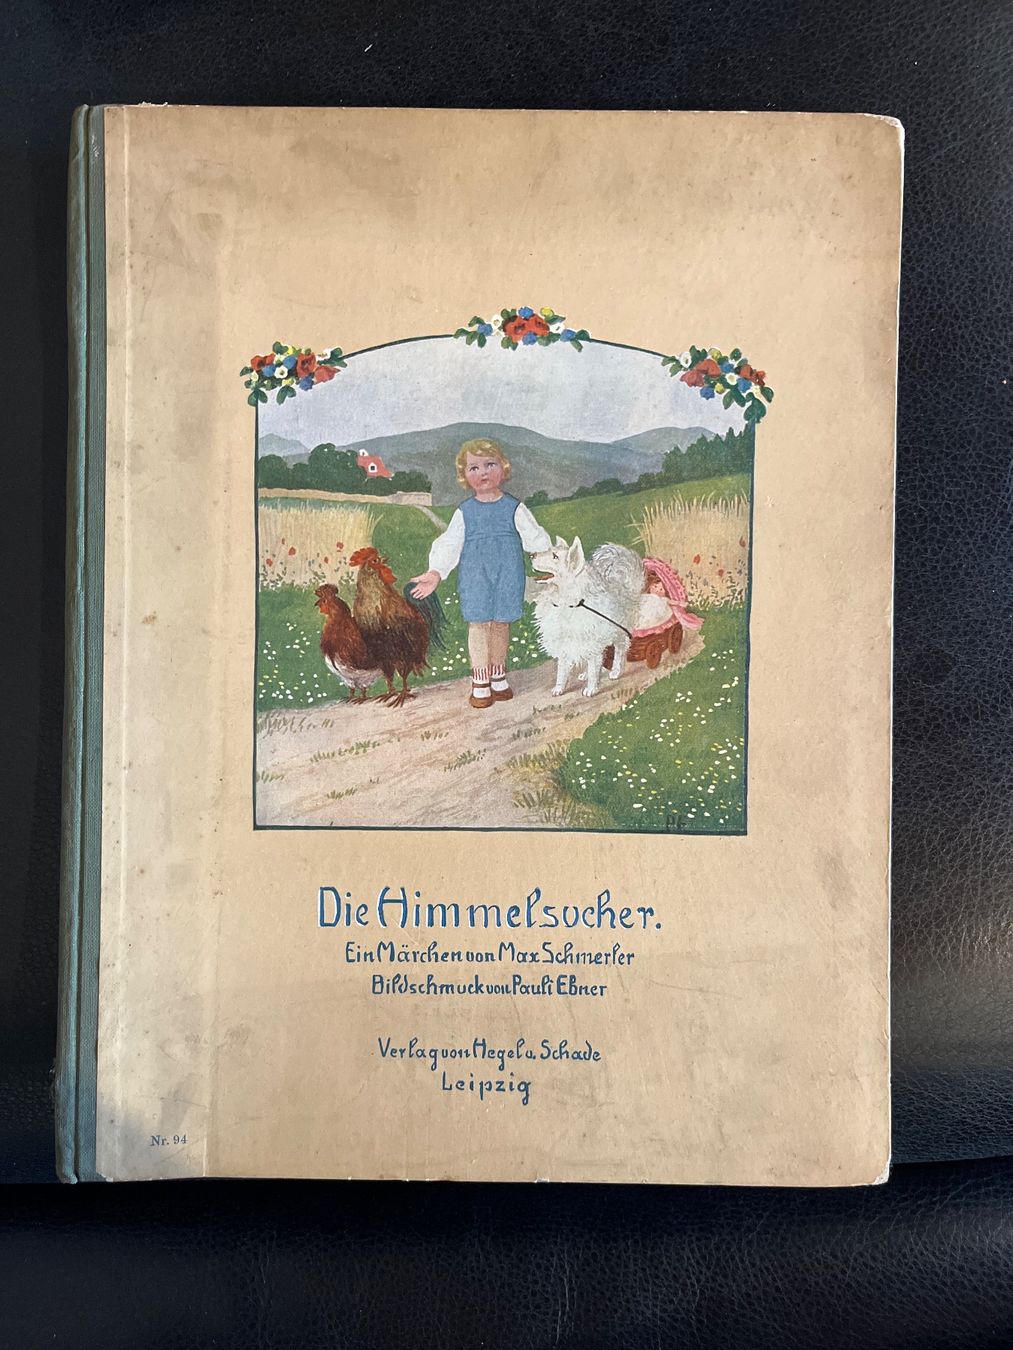 Die Himmelsucher.
Ein Märchen von Max Schmerler
Bildschmuck von Pauli Ebner
Verlag von Hegel u. Schade
Leipzig
Nr. 94